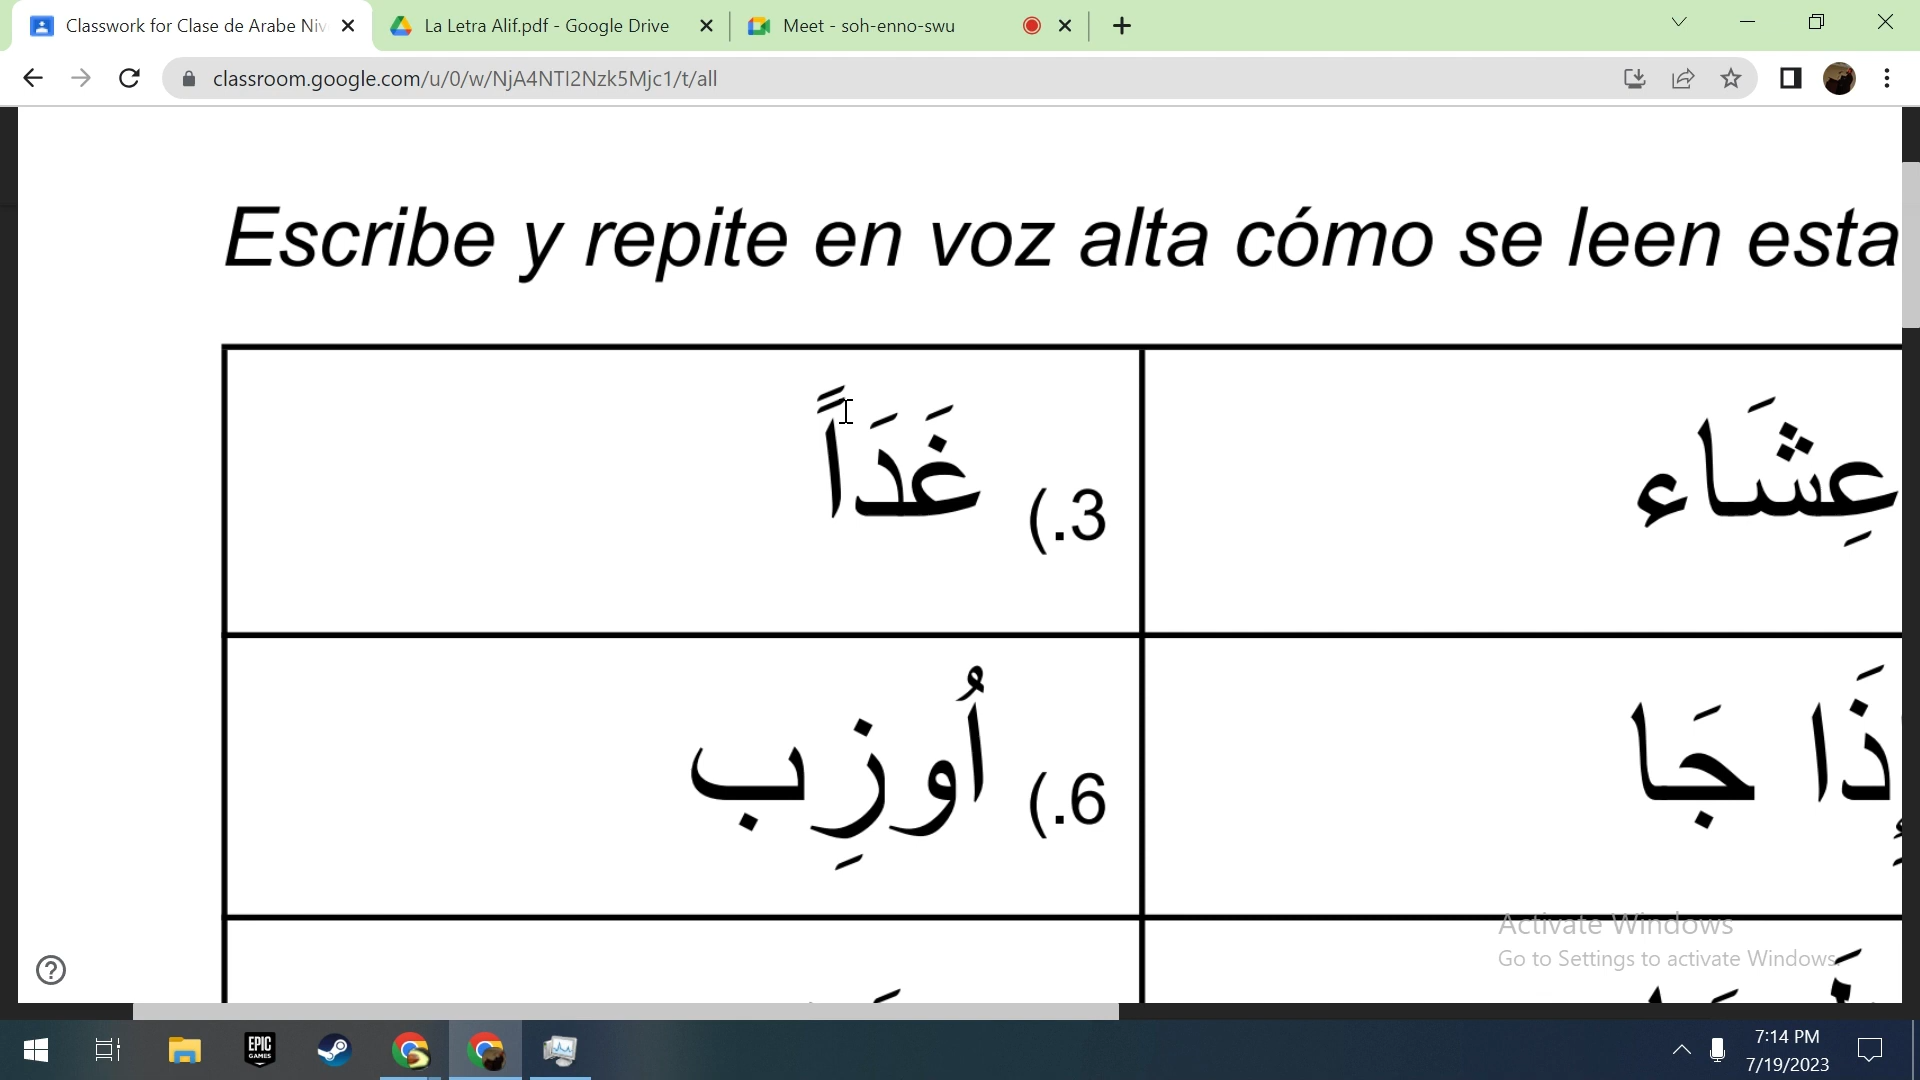 Classwork for Clase de Arabe Niv
La Letra Alif.pdf - Google Drive
Meet - soh-enno-swu
classroom.google.com/u/0/w/NjA4NTI2Nzk5Mjc1/t/all
Escribe y repite en voz alta cómo se leen esta
3.) غَدَاً
عِشَاء
6.) أُوزِب
إِذَا جَا
Activate Windows
Go to Settings to activate Windows.
EPIC
GAMES
7:14 PM
7/19/2023